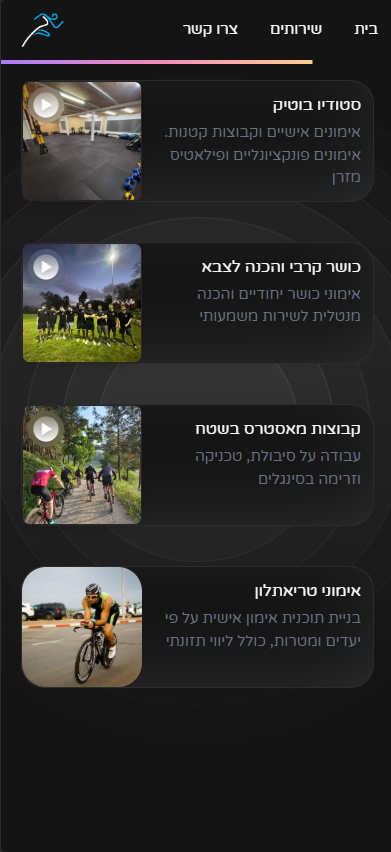 בית
שירותים
צרו קשר
סטודיו בוטיק
אימונים אישיים וקבוצות קטנות.
אימונים פונקציונליים ופילאטיס
מזרן
כושר קרבי והכנה לצבא
אימוני כושר יחודיים והכנה
מנטלית לשירות משמעותי
קבוצות מאסטרס בשטח
עבודה על סיבולת, טכניקה
וזרימה בסינגלים
אימוני טריאתלון
בניית תוכנית אימון אישית על פי
יעדים ומטרות, כולל ליווי תזונתי